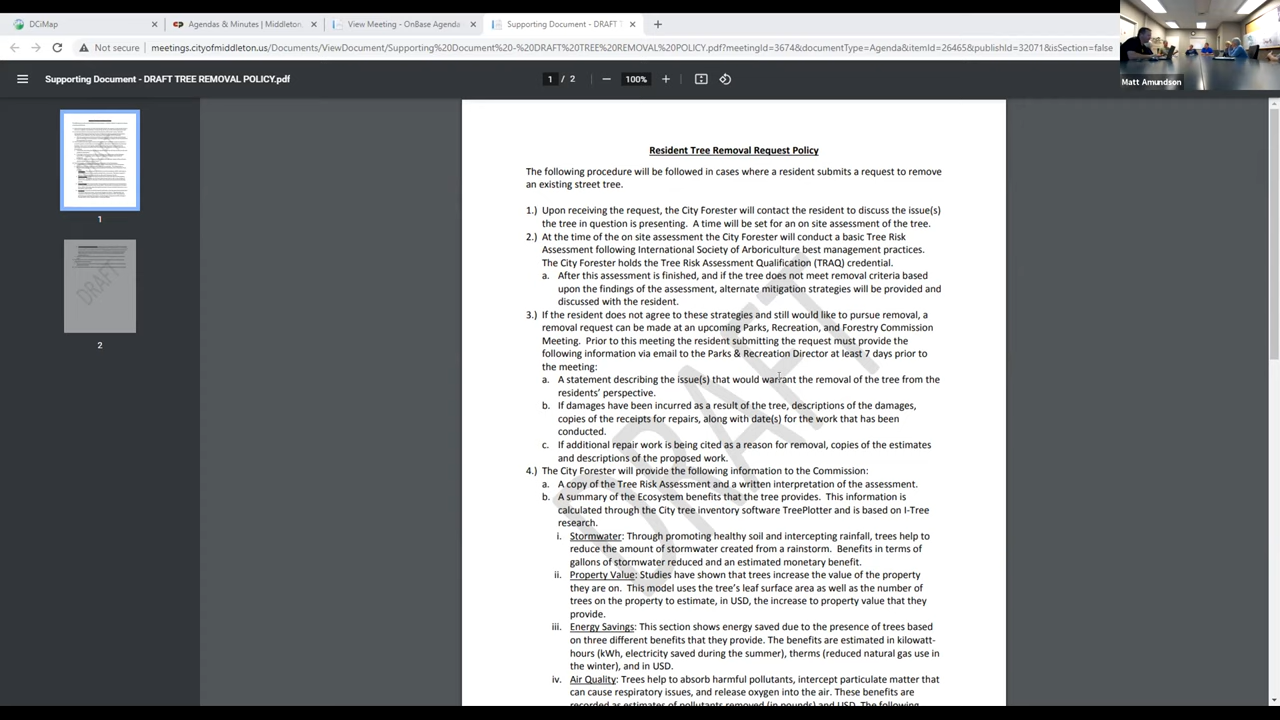 DCiMap
Agendas & Minutes | Middleton,
View Meeting - OnBase Agenda
Supporting Document - DRAFT T
Not secure
meetings.cityofmiddleton.us/Documents/ViewDocument/Supporting%20Document%20-%20DRAFT%20TREE%20REMOVAL%20POLICY.pdf?meetingId=3674&documentType=Agenda&itemId=26465&publishId=32071&isSection=false
Matt Amundson
Supporting Document - DRAFT TREE REMOVAL POLICY.pdf
1 / 2
100%
1
2
DRAFT
Resident Tree Removal Request Policy
The following procedure will be followed in cases where a resident submits a request to remove
an existing street tree.
1.) Upon receiving the request, the City Forester will contact the resident to discuss the issue(s)
the tree in question is presenting. A time will be set for an on site assessment of the tree.
2.) At the time of the on site assessment the City Forester will conduct a basic Tree Risk
Assessment following International Society of Arboriculture best management practices.
The City Forester holds the Tree Risk Assessment Qualification (TRAQ) credential.
a. After this assessment is finished, and if the tree does not meet removal criteria based
upon the findings of the assessment, alternate mitigation strategies will be provided and
discussed with the resident.
3.) If the resident does not agree to these strategies and still would like to pursue removal, a
removal request can be made at an upcoming Parks, Recreation, and Forestry Commission
Meeting. Prior to this meeting the resident submitting the request must provide the
following information via email to the Parks & Recreation Director at least 7 days prior to
the meeting:
a. A statement describing the issue(s) that would warrant the removal of the tree from the
residents' perspective.
b. If damages have been incurred as a result of the tree, descriptions of the damages,
copies of the receipts for repairs, along with date(s) for the work that has been
conducted.
c. If additional repair work is being cited as a reason for removal, copies of the estimates
and descriptions of the proposed work.
4.) The City Forester will provide the following information to the Commission:
a. A copy of the Tree Risk Assessment and a written interpretation of the assessment.
b. A summary of the Ecosystem benefits that the tree provides. This information is
calculated through the City tree inventory software TreePlotter and is based on I-Tree
research.
i. Stormwater: Through promoting healthy soil and intercepting rainfall, trees help to
reduce the amount of stormwater created from a rainstorm. Benefits in terms of
gallons of stormwater reduced and an estimated monetary benefit.
ii. Property Value: Studies have shown that trees increase the value of the property
they are on. This model uses the tree's leaf surface area as well as the number of
trees on the property to estimate, in USD, the increase to property value that they
provide.
iii. Energy Savings: This section shows energy saved due to the presence of trees based
on three different benefits that they provide. The benefits are estimated in kilowatt-
hours (kWh, electricity saved during the summer), therms (reduced natural gas use in
the winter), and in USD.
iv. Air Quality: Trees help to absorb harmful pollutants, intercept particulate matter that
can cause respiratory issues, and release oxygen into the air. These benefits are
recorded as estimates of pollutants removed (in pounds) and USD. The following
DRAFT